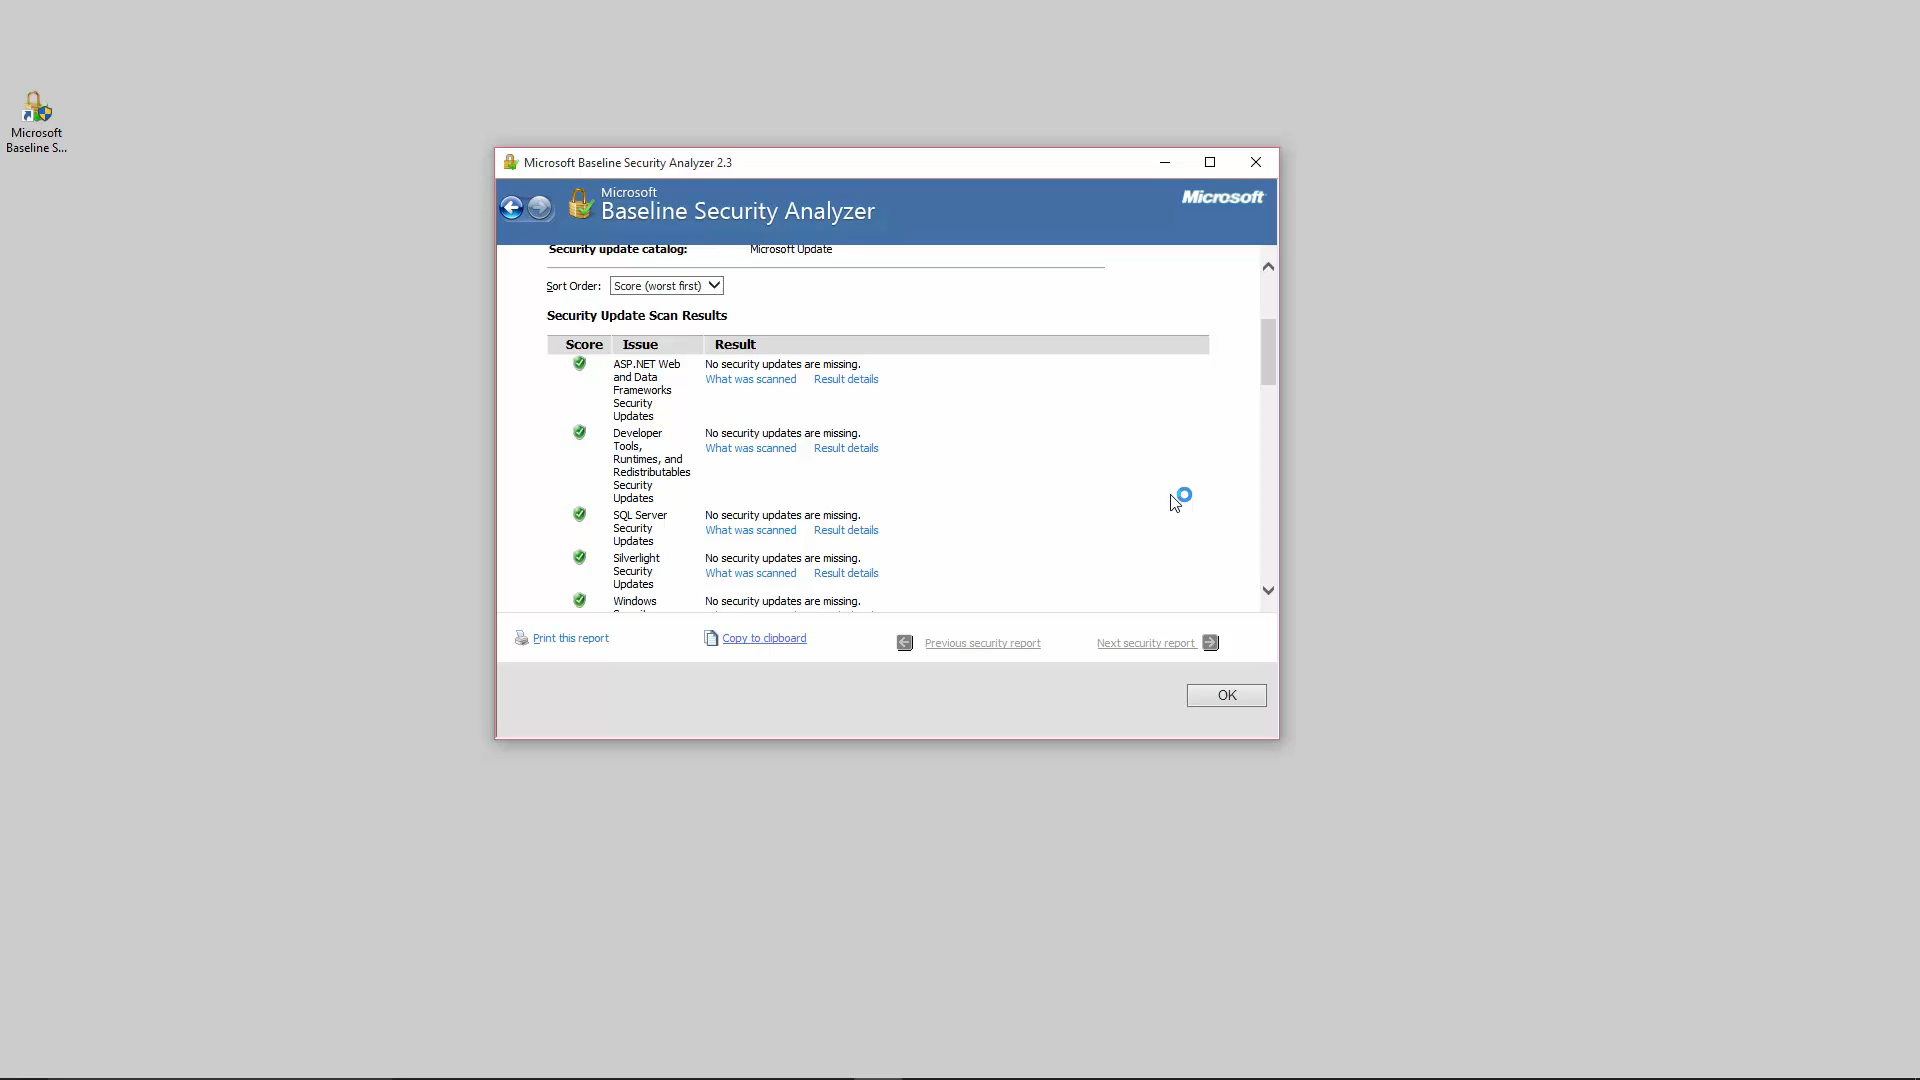 Microsoft
Baseline S...
Microsoft Baseline Security Analyzer 2.3
Microsoft
Baseline Security Analyzer
Microsoft
Security update catalog: Microsoft Update
Sort Order: Score (worst first)
Security Update Scan Results
Score Issue Result
ASP.NET Web No security updates are missing.
and Data What was scanned Result details
Frameworks
Security
Updates
Developer No security updates are missing.
Tools, What was scanned Result details
Runtimes, and
Redistributables
Security
Updates
SQL Server No security updates are missing.
Security What was scanned Result details
Updates
Silverlight No security updates are missing.
Security What was scanned Result details
Updates
Windows No security updates are missing.
Print this report Copy to clipboard Previous security report Next security report
OK